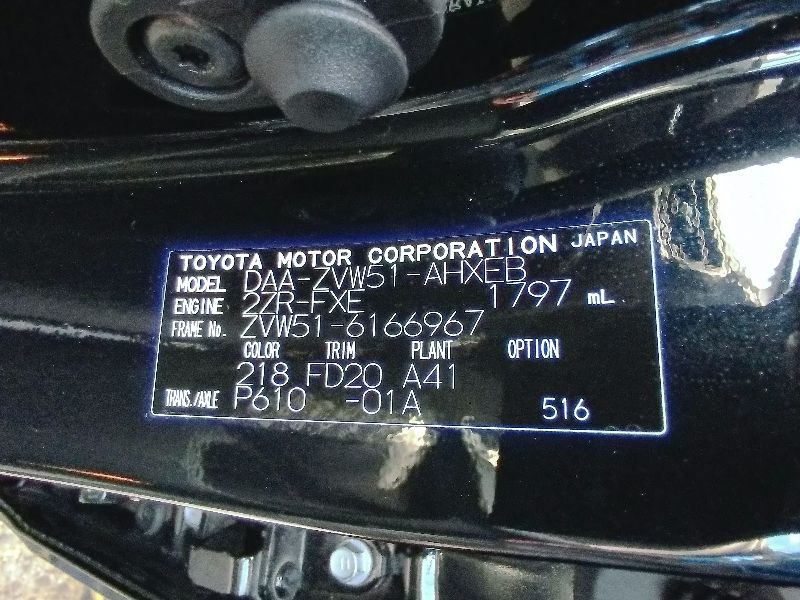 TOYOTA MOTOR CORPORATION JAPAN
MODEL DAA-ZVW51-AHXEB
ENGINE 2ZR-FXE 1797 mL
FRAME No. ZVW51-6166967
COLOR TRIM PLANT OPTION
218 FD20 A41
TRANS./AXLE P610 -01A 516